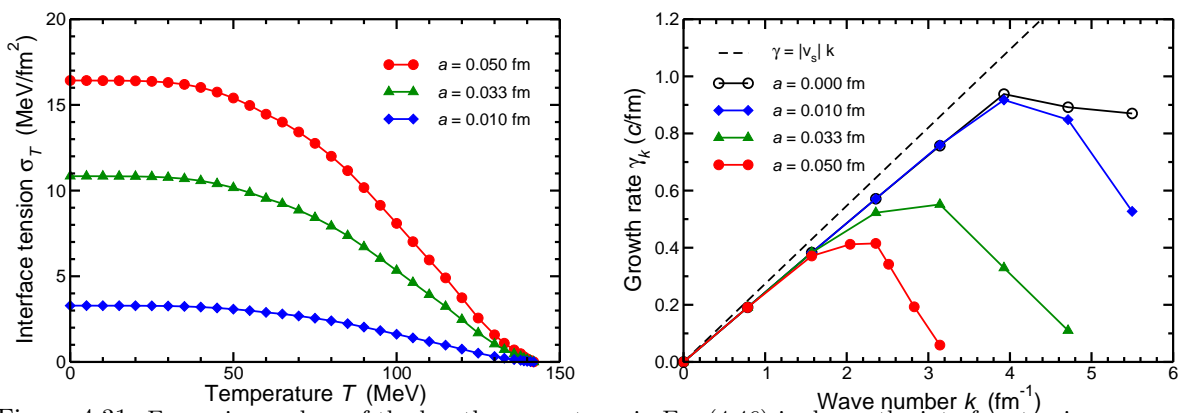 20
15
10
5
0
0
50
100
150
Interface tension σT (MeV/fm2)
Temperature T (MeV)
a = 0.050 fm
a = 0.033 fm
a = 0.010 fm
1.2
1.0
0.8
0.6
0.4
0.2
0.0
0
1
2
3
4
5
6
Growth rate γk (c/fm)
Wave number k (fm-1)
γ = |vs| k
a = 0.000 fm
a = 0.010 fm
a = 0.033 fm
a = 0.050 fm